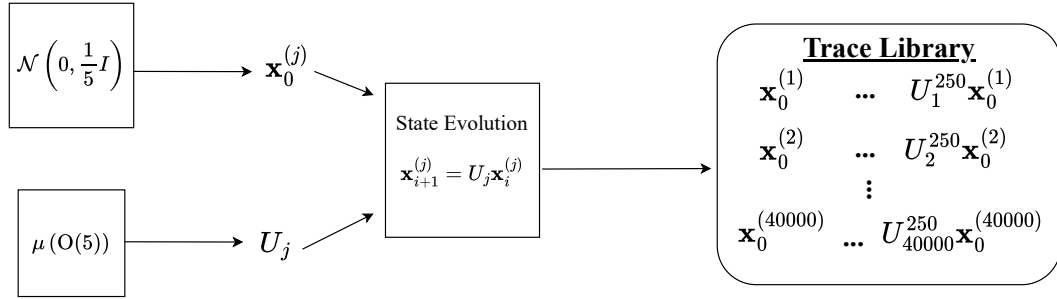 𝒩(0, 1/5 I)
x₀^(j)
μ(O(5))
U_j
State Evolution
x_{i+1}^(j) = U_j x_i^(j)
Trace Library
x₀^(1) ... U₁^250 x₀^(1)
x₀^(2) ... U₂^250 x₀^(2)
⋮
x₀^(40000) ... U₄₀₀₀₀^250 x₀^(40000)